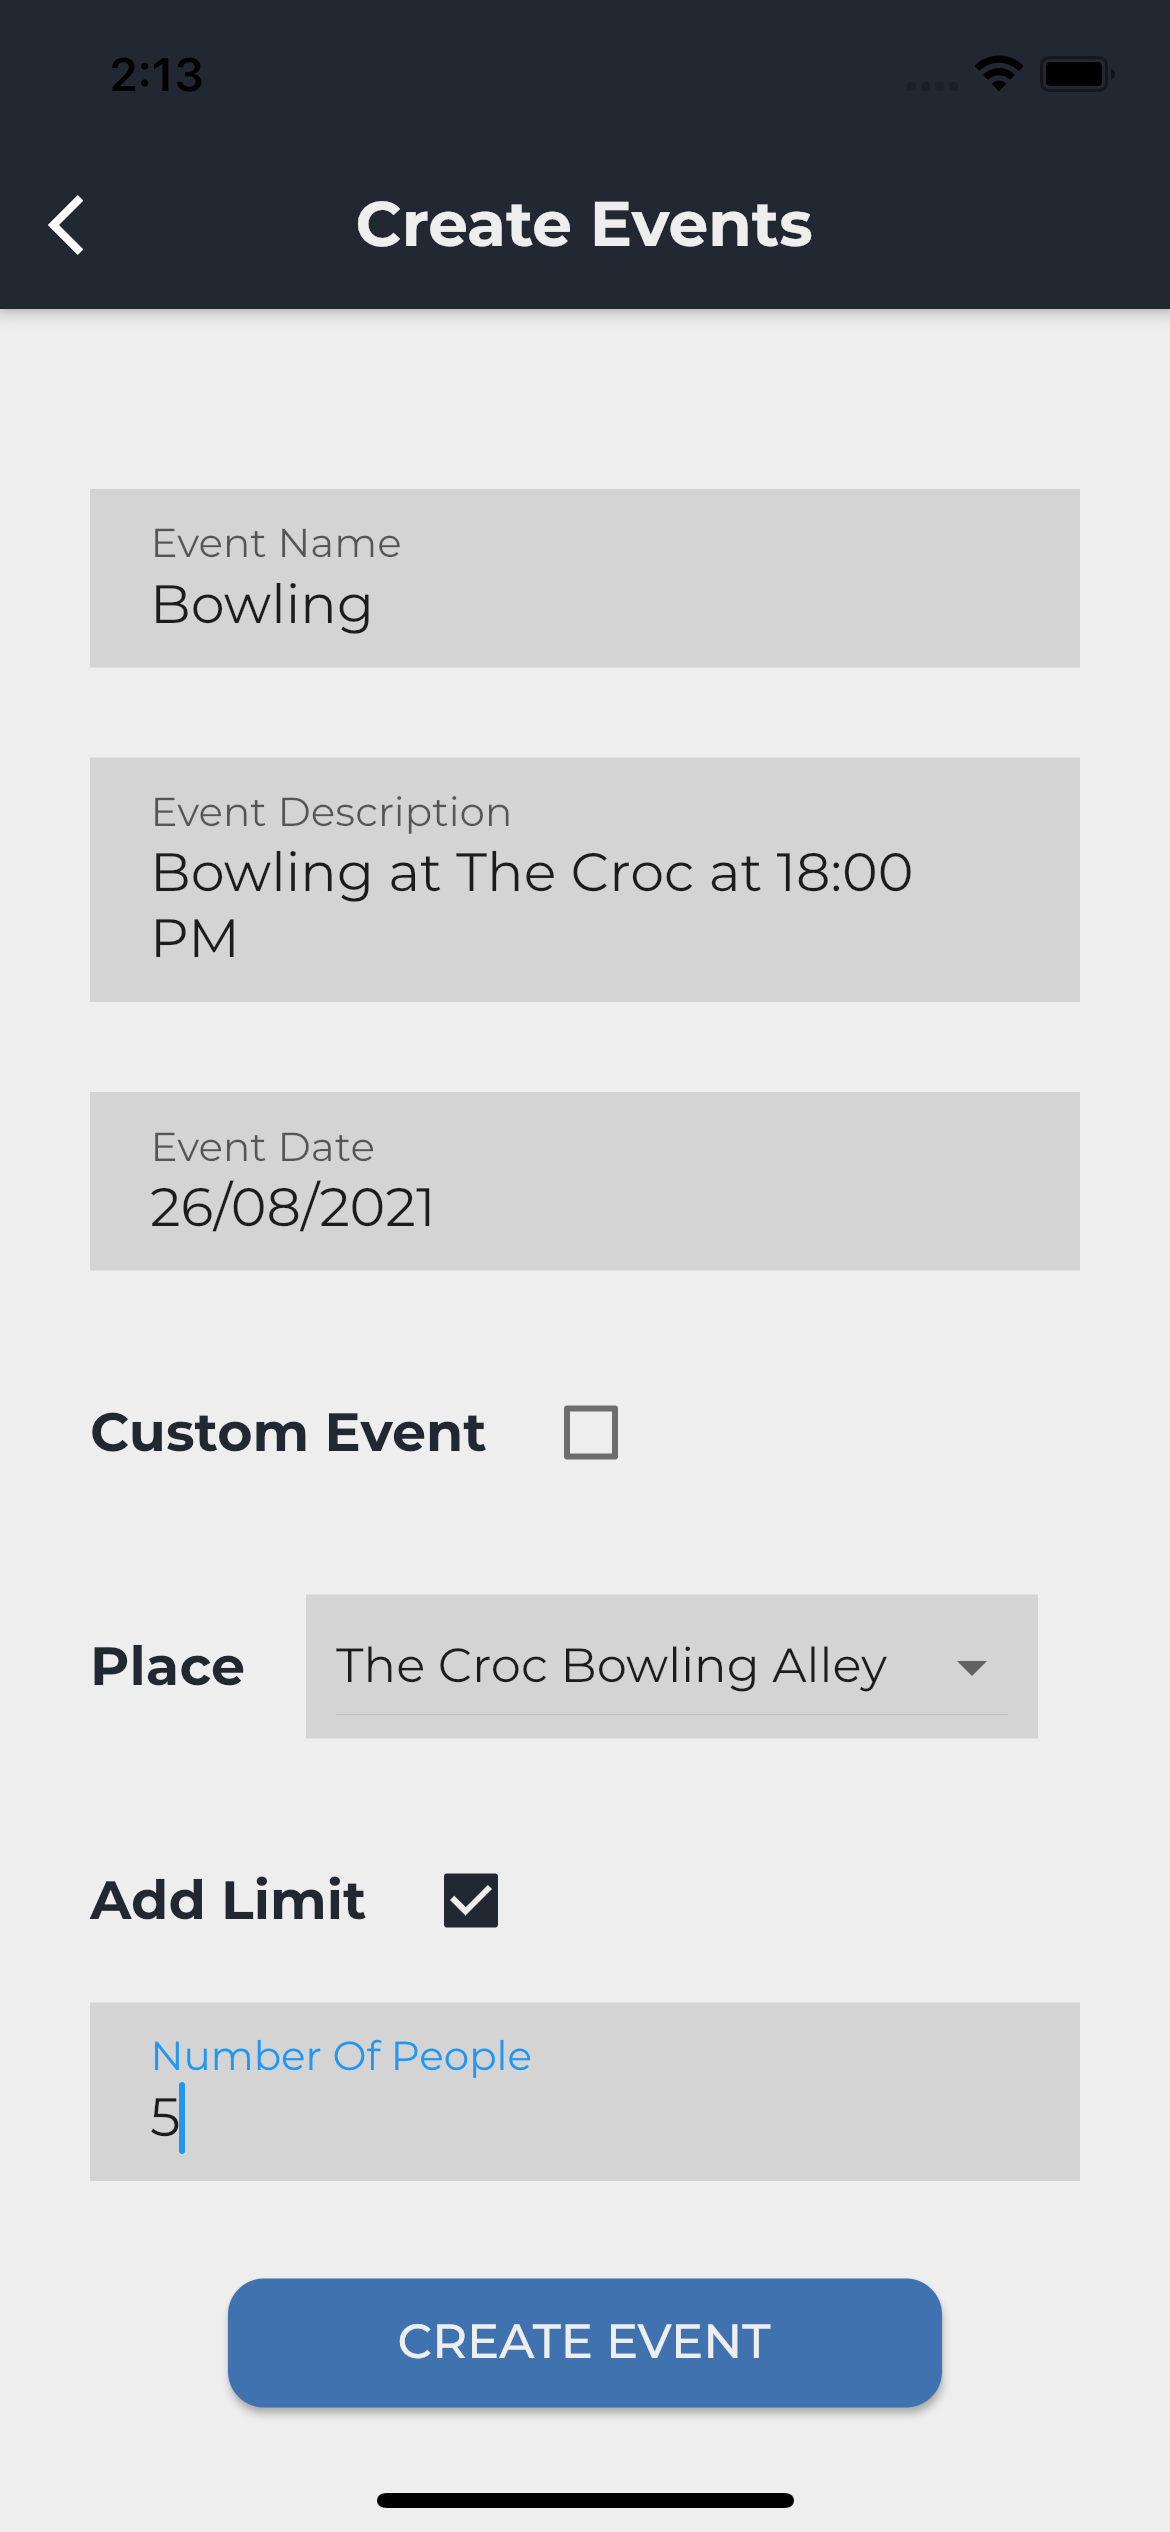 2:13
Create Events
Event Name
Bowling
Event Description
Bowling at The Croc at 18:00
PM
Event Date
26/08/2021
Custom Event
Place
The Croc Bowling Alley
Add Limit
Number Of People
5
CREATE EVENT